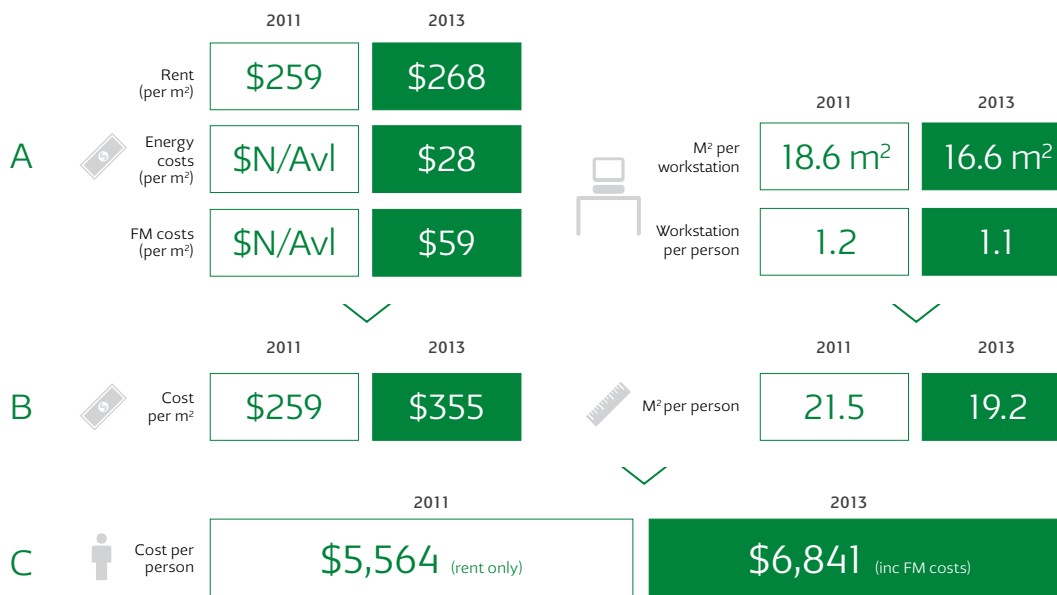 2011 2013
Rent
(per m²)
$259 $268
2011 2013
A
Energy
costs
(per m²)
$N/Avl $28
M² per
workstation
18.6 m² 16.6 m²
FM costs
(per m²)
$N/Avl $59
Workstation
per person
1.2 1.1
2011 2013 2011 2013
B
Cost
per m²
$259 $355
M² per person
21.5 19.2
2011 2013
C
Cost per
person
$5,564 (rent only)
$6,841 (inc FM costs)